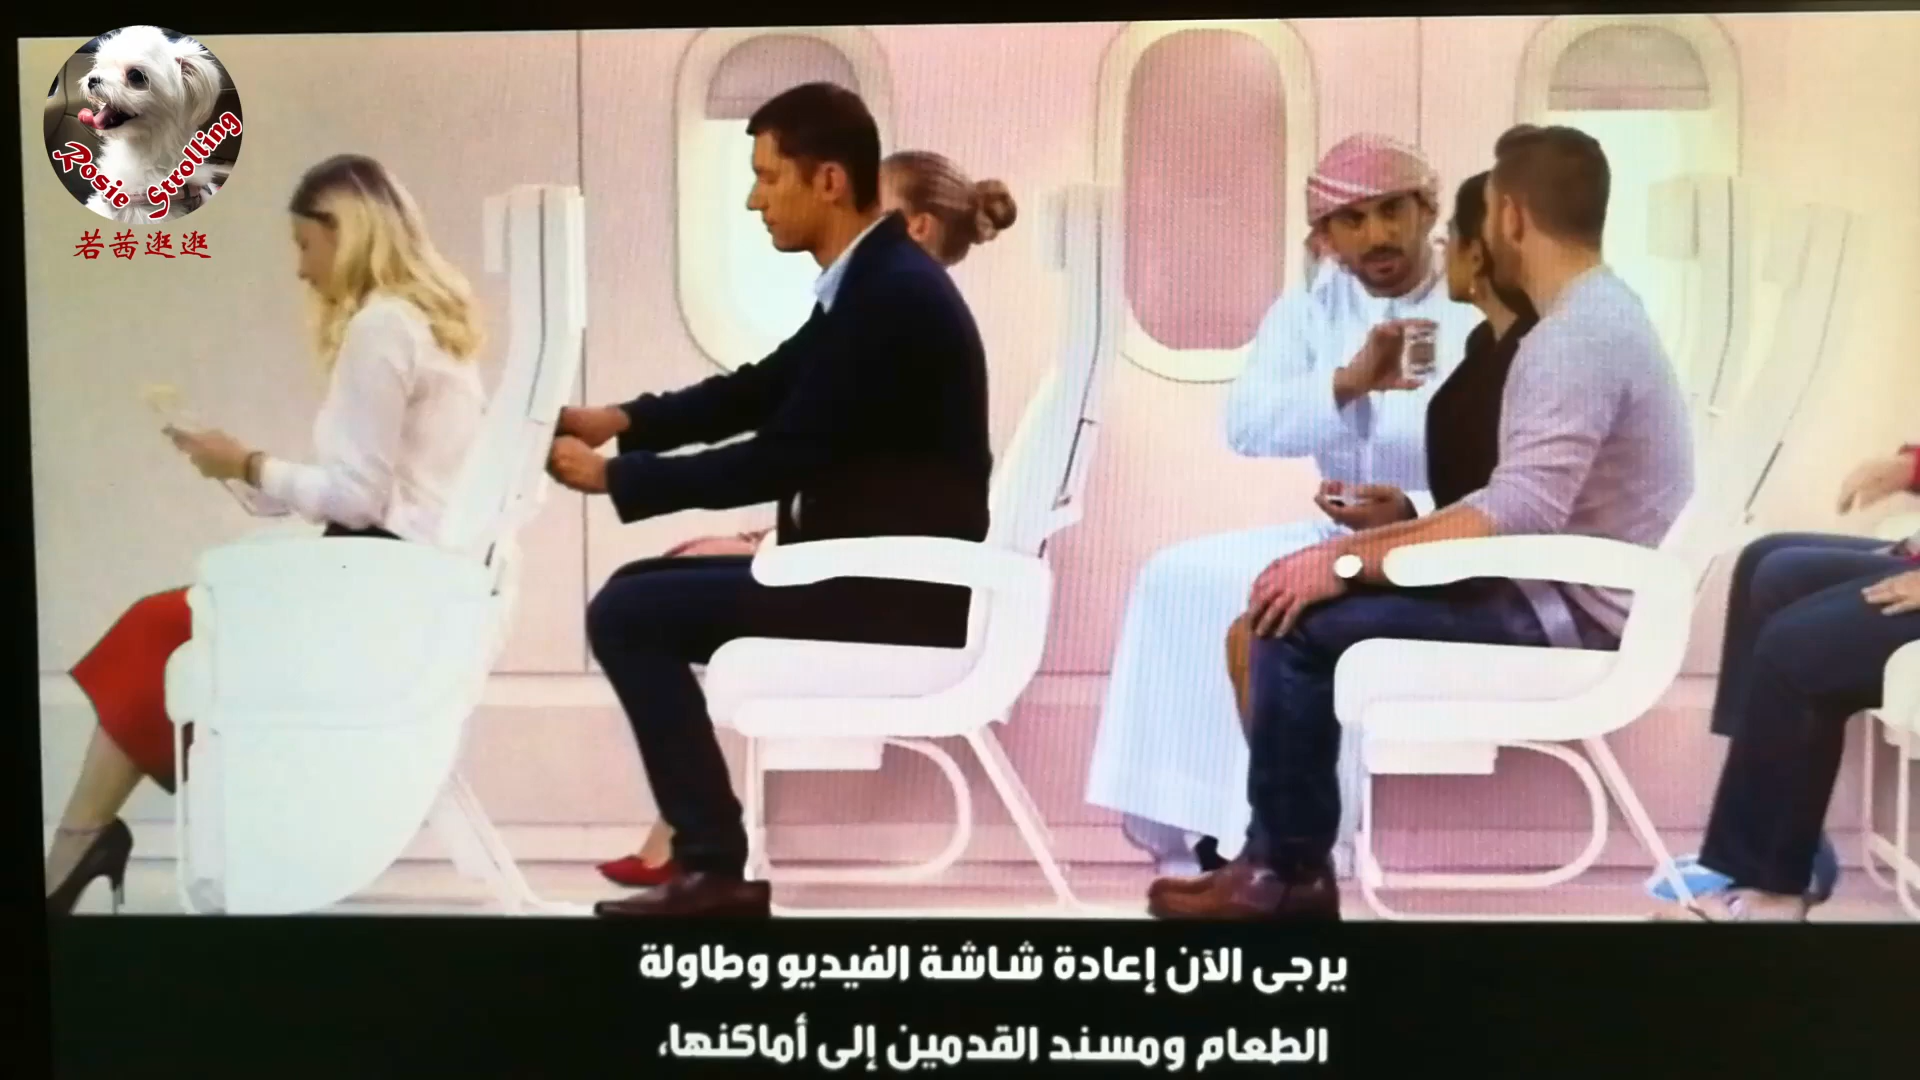 Rosie Strolling
若茜逛逛
يرجى الآن إعادة شاشة الفيديو وطاولة
الطعام ومسند القدمين إلى أماكنها،